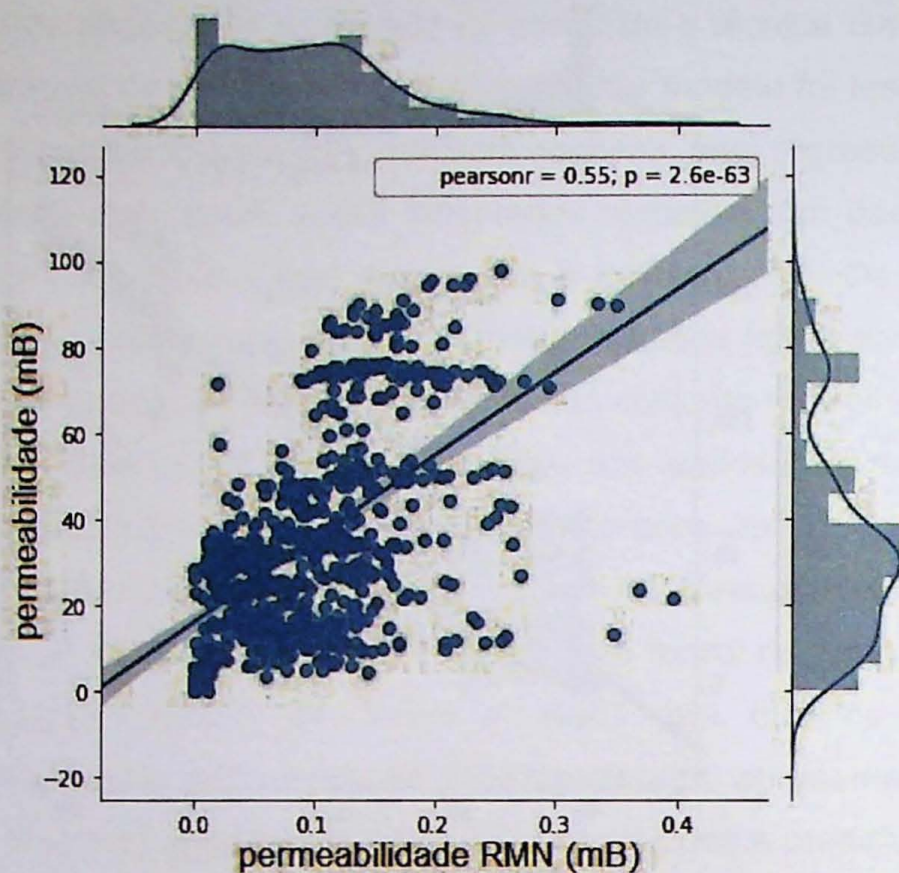 pearsonr = 0.55; p = 2.6e-63
120
100
80
60
40
20
0
−20
permeabilidade (mB)
0.0 0.1 0.2 0.3 0.4
permeabilidade RMN (mB)